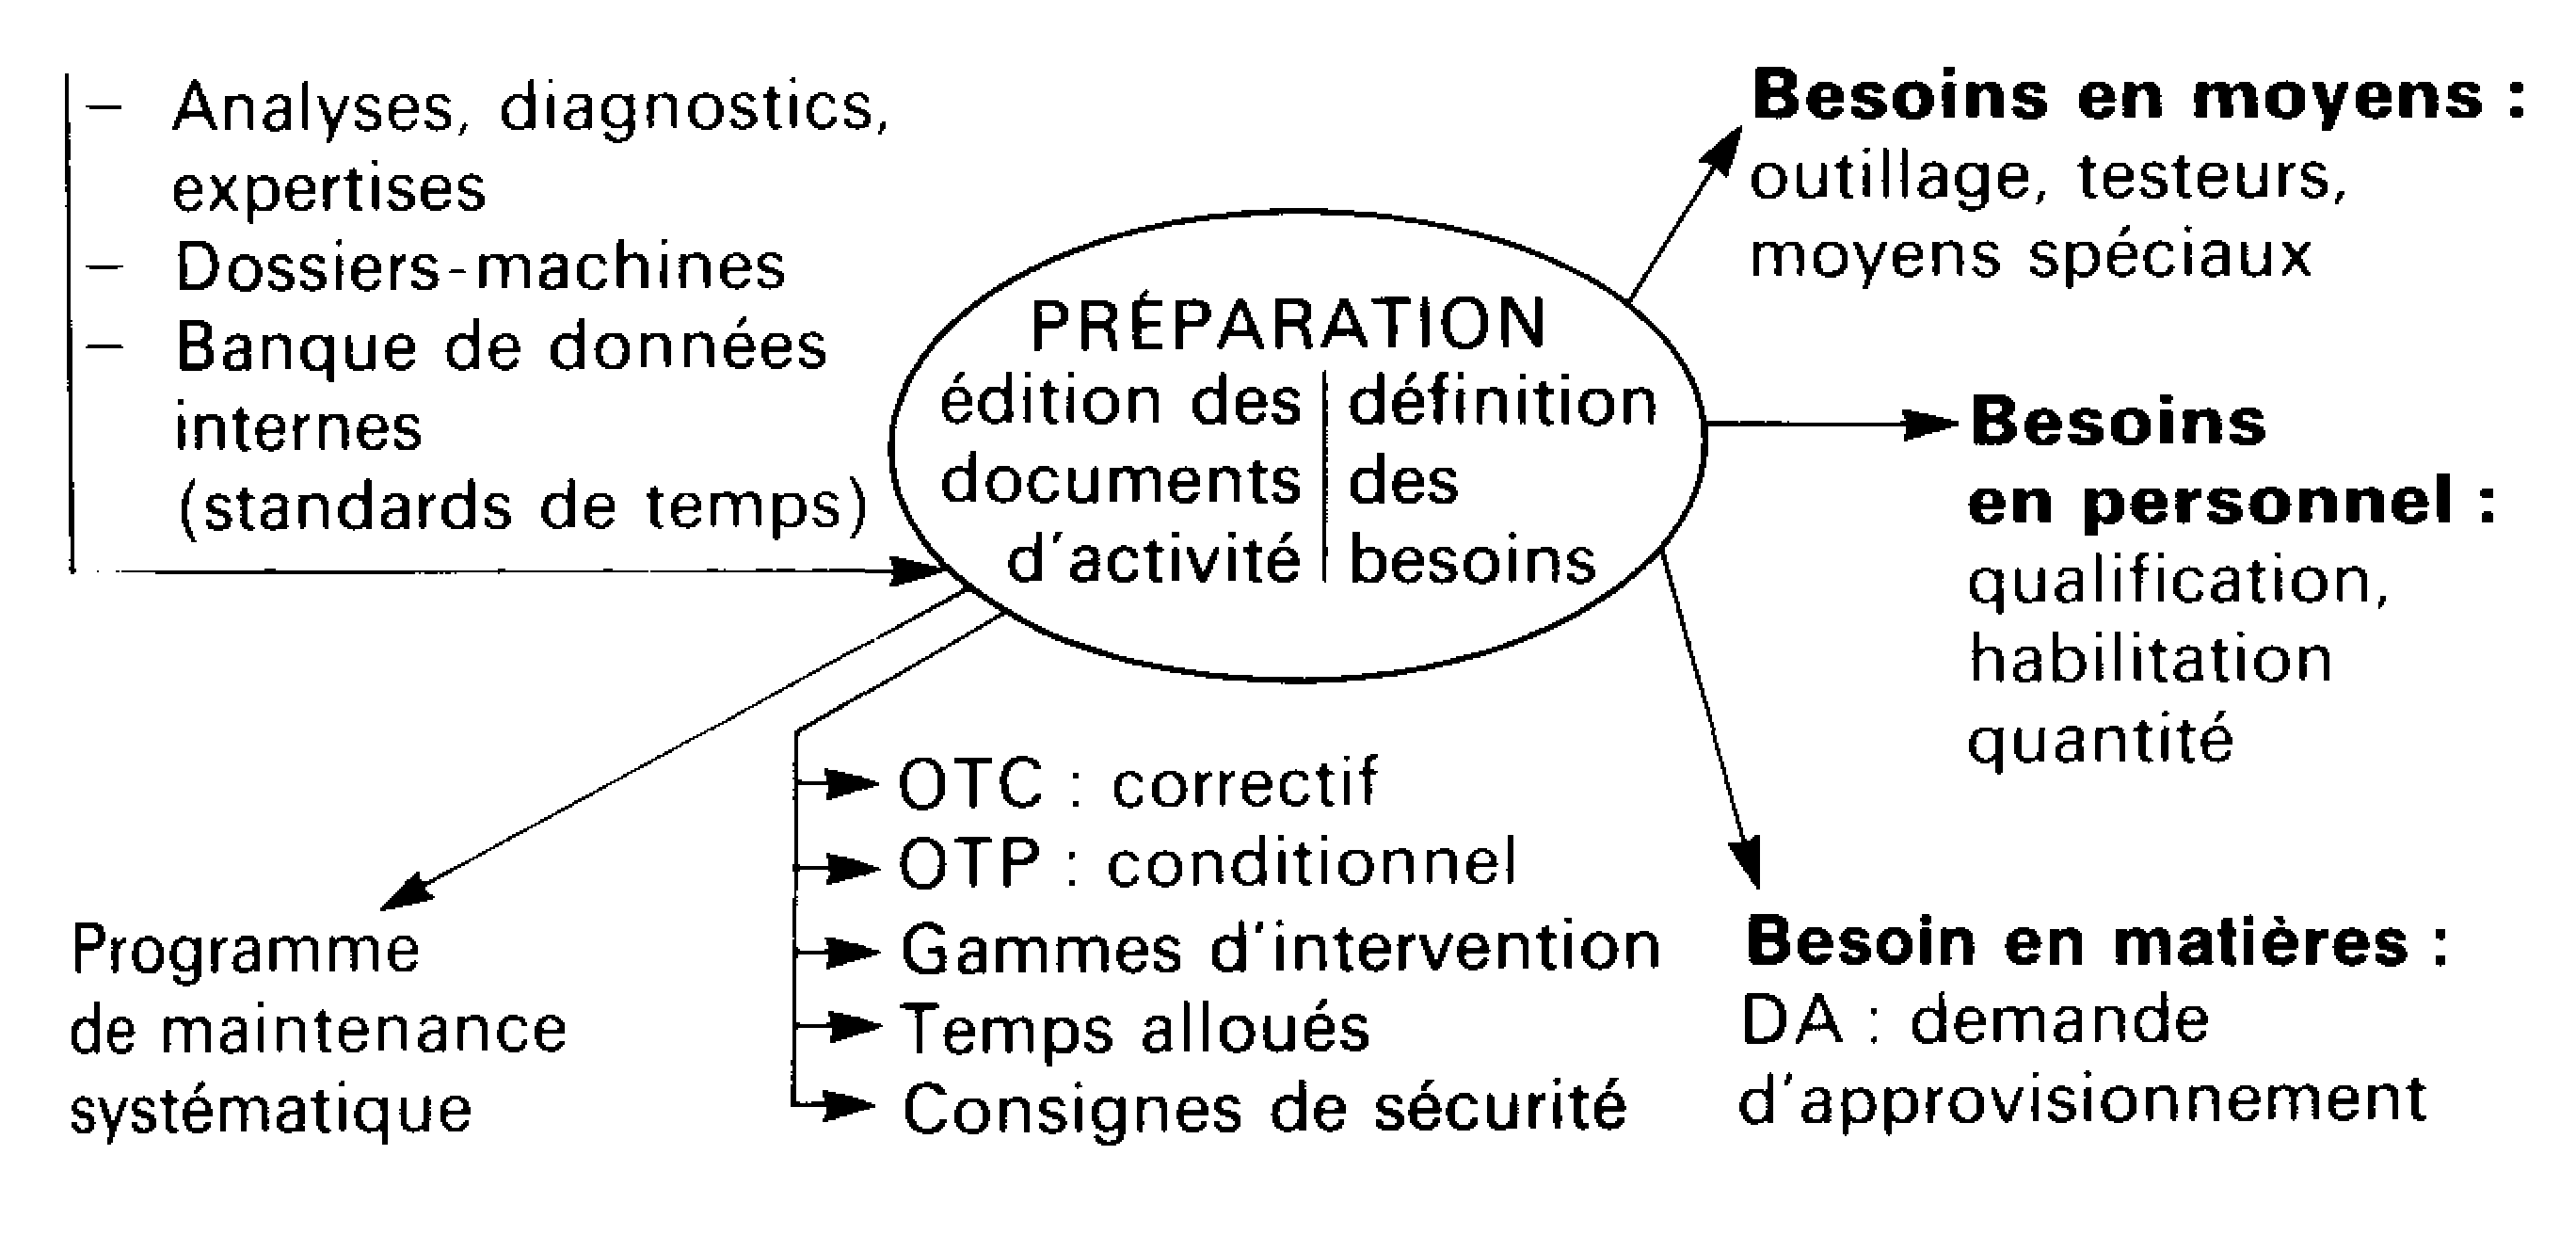 – Analyses, diagnostics,
expertises
– Dossiers-machines
– Banque de données
internes
(standards de temps)
PRÉPARATION
édition des | définition
documents | des
d'activité | besoins
Besoins en moyens :
outillage, testeurs,
moyens spéciaux
Besoins
en personnel :
qualification,
habilitation
quantité
Programme
de maintenance
systématique
OTC : correctif
OTP : conditionnel
Gammes d'intervention
Temps alloués
Consignes de sécurité
Besoin en matières :
DA : demande
d'approvisionnement